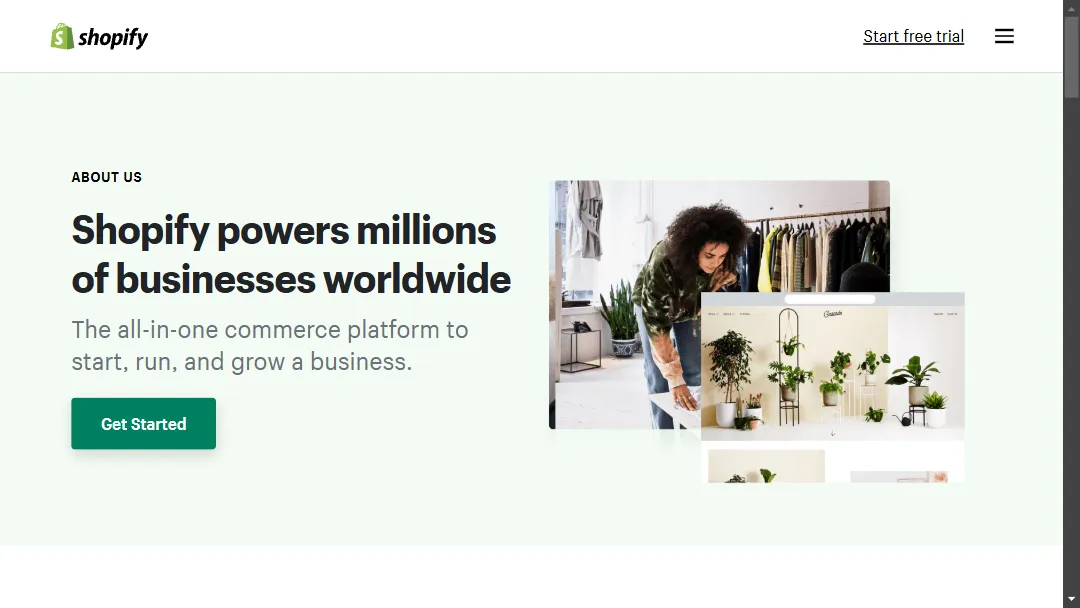 shopify
Start free trial
ABOUT US
Shopify powers millions
of businesses worldwide
The all-in-one commerce platform to
start, run, and grow a business.
Get Started